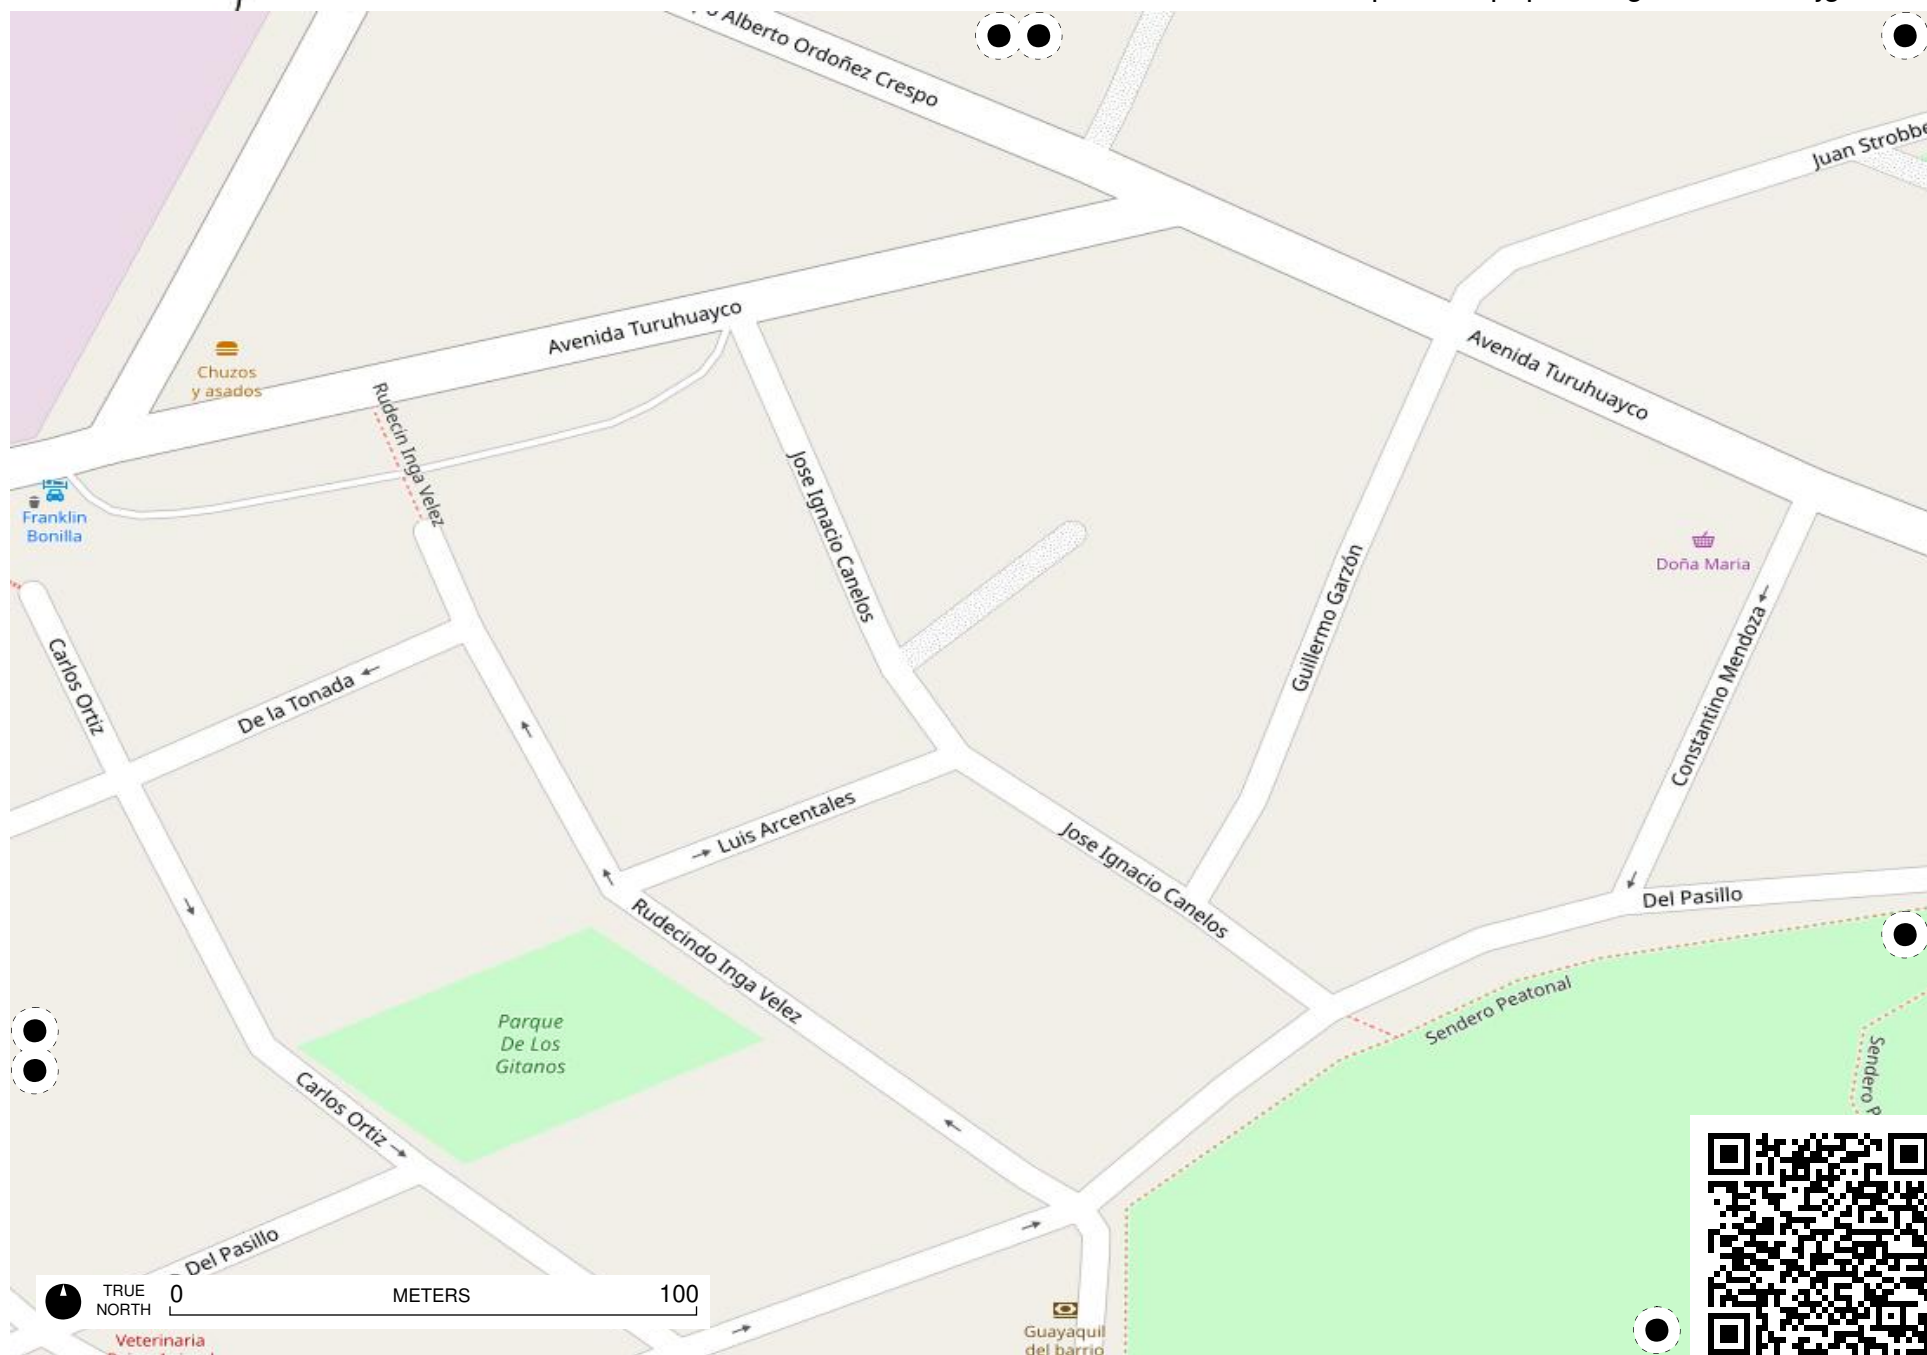 Alberto Ordoñez Crespo
Juan Strobbe
Avenida Turuhuayco
Avenida Turuhuayco
Chuzos
y asados
Rudecin Inga Velez
Jose Ignacio Canelos
Franklin
Bonilla
Doña Maria
Guillermo Garzón
Constantino Mendoza
Carlos Ortiz
De la Tonada
Luis Arcentales
Jose Ignacio Canelos
Del Pasillo
Rudecindo Inga Velez
Sendero Peatonal
Parque
De Los
Gitanos
Sendero P
Carlos Ortiz
Del Pasillo
TRUE
NORTH
0 METERS 100
Guayaquil
del barrio
Veterinaria